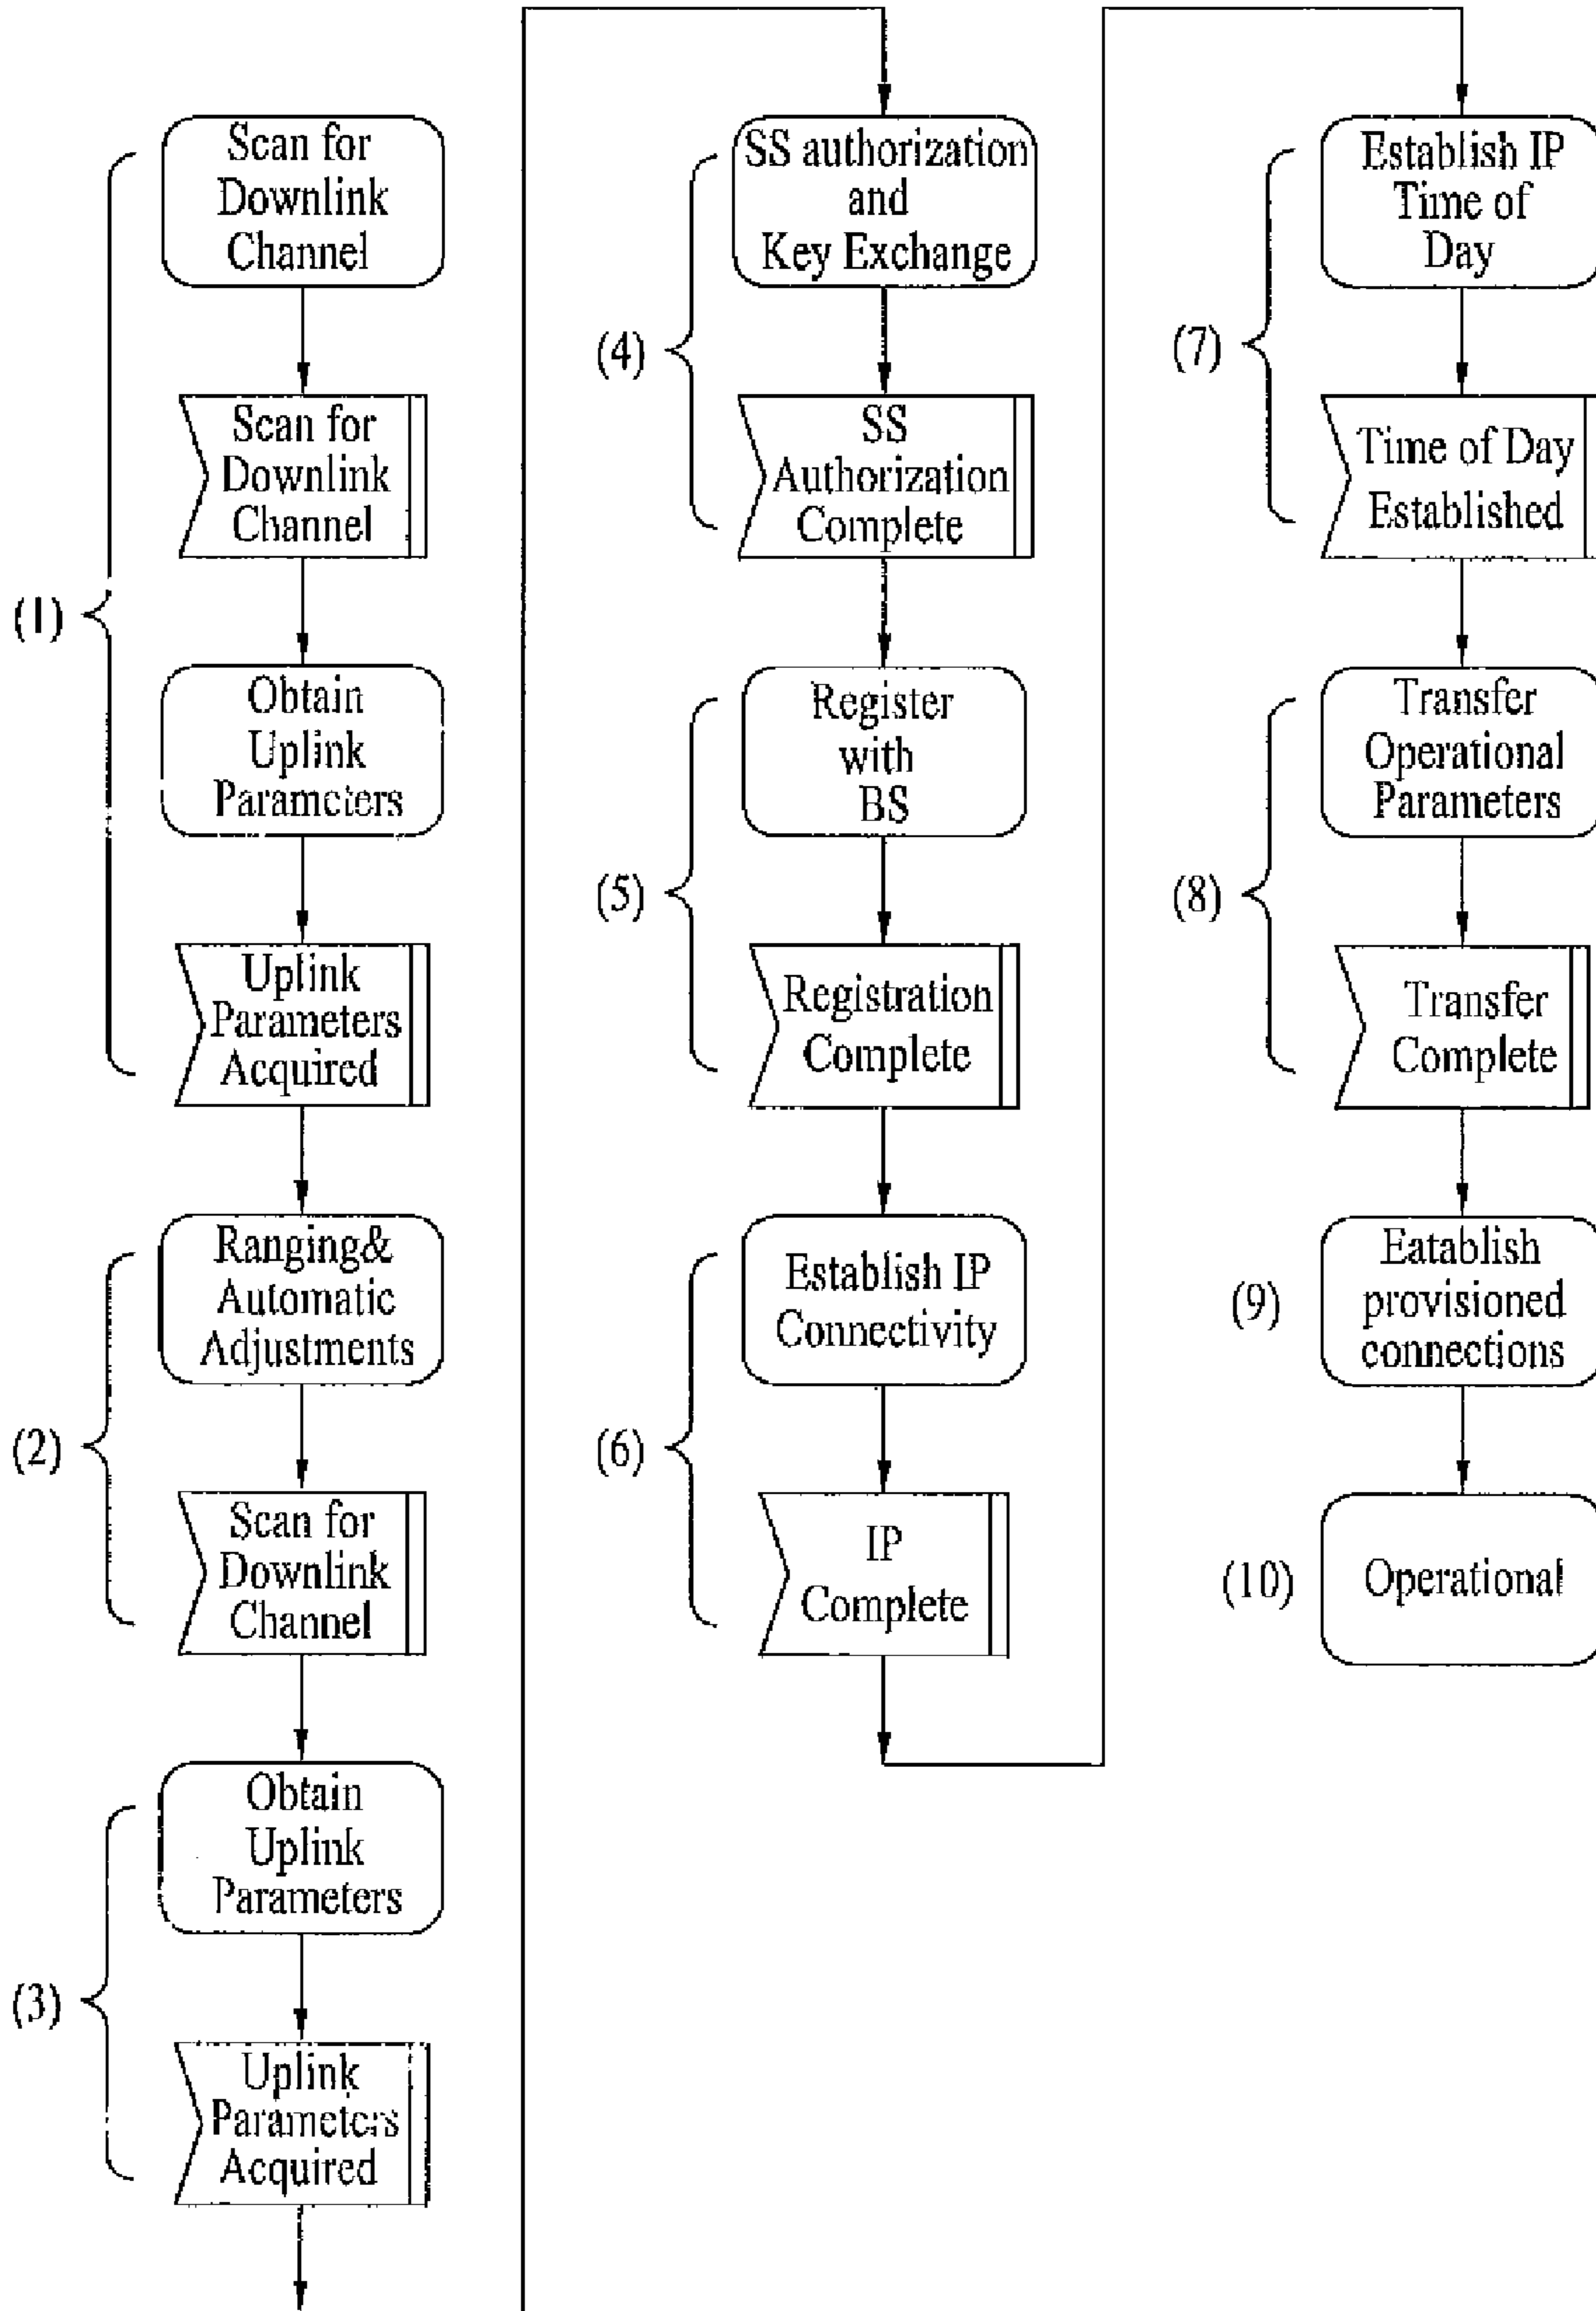 Scan for
Downlink
Channel
Scan for
Downlink
Channel
(1)
Obtain
Uplink
Parameters
Uplink
Parameters
Acquired
Ranging&
Automatic
Adjustments
(2)
Scan for
Downlink
Channel
Obtain
Uplink
Parameters
(3)
Uplink
Parameters
Acquired
SS authorization
and
Key Exchange
(4)
SS
Authorization
Complete
Register
with
BS
(5)
Registration
Complete
Establish IP
Connectivity
(6)
IP
Complete
Establish IP
Time of
Day
(7)
Time of Day
Established
Transfer
Operational
Parameters
(8)
Transfer
Complete
Eatablish
provisioned
connections
(9)
(10)
Operational